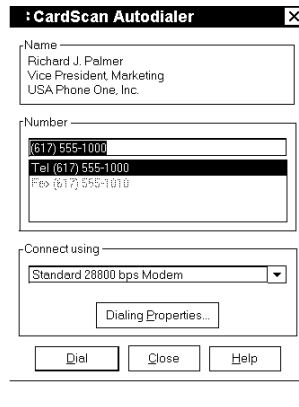 : CardScan Autodialer
Name
Richard J. Palmer
Vice President, Marketing
USA Phone One, Inc.
Number
(617) 555-1000
Tel (617) 555-1000
Fax (617) 555-1010
Connect using
Standard 28800 bps Modem
Dialing Properties...
Dial Close Help